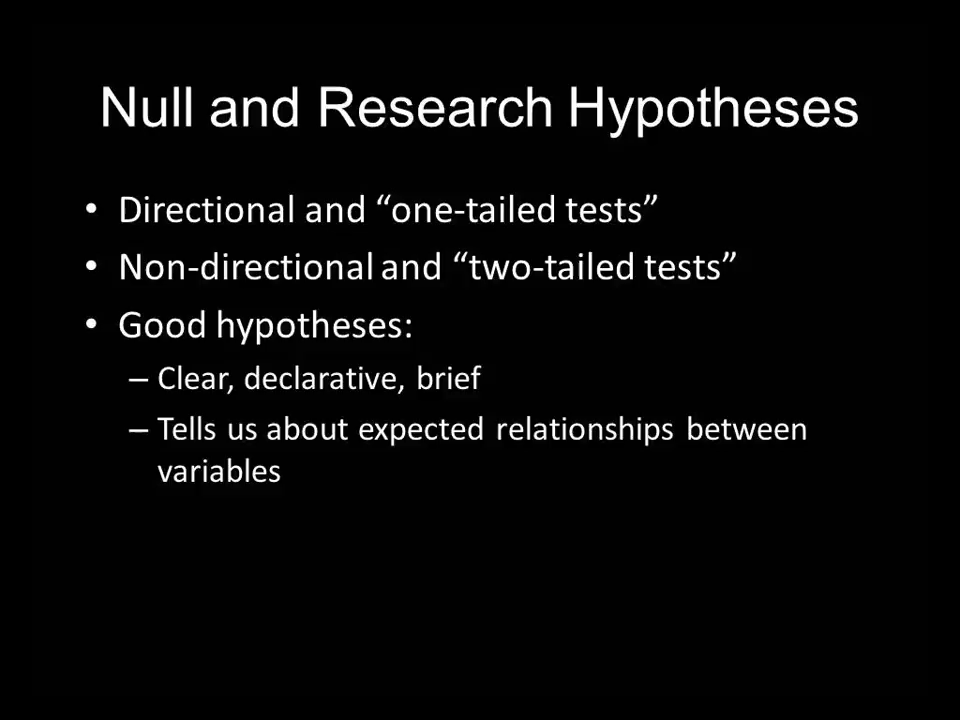 Null and Research Hypotheses
• Directional and “one-tailed tests”
• Non-directional and “two-tailed tests”
• Good hypotheses:
– Clear, declarative, brief
– Tells us about expected relationships between
variables